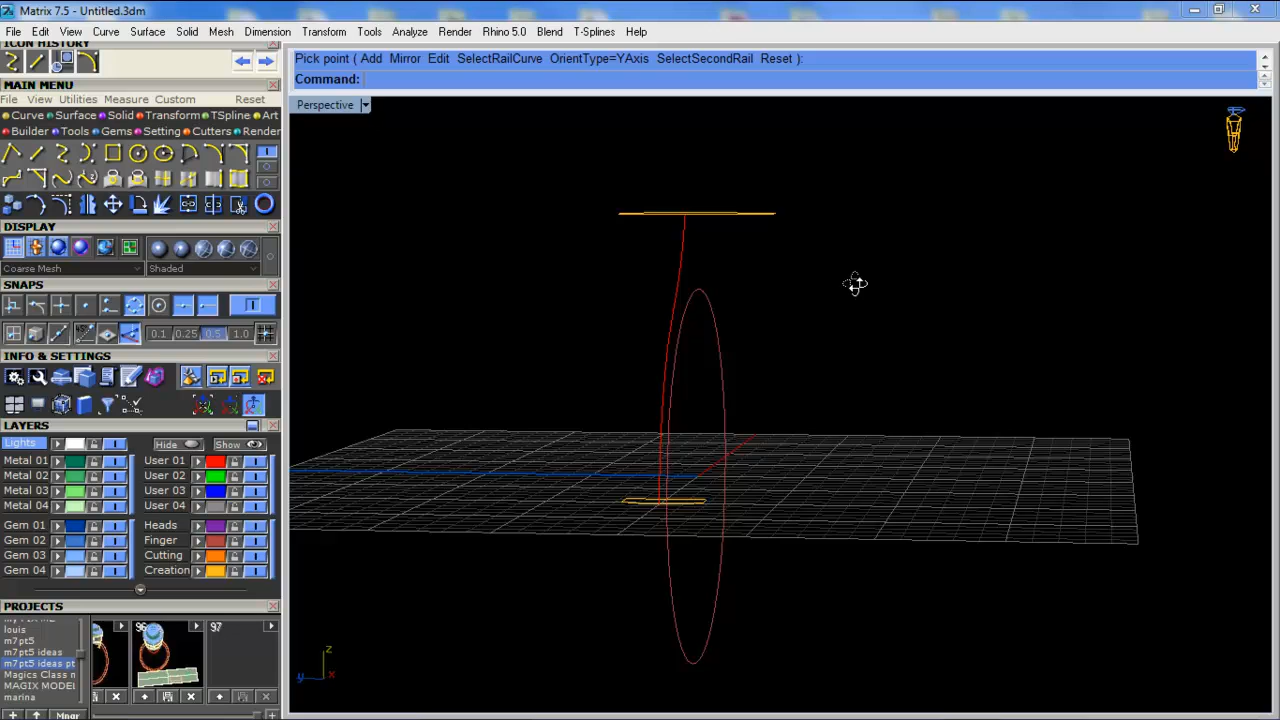 Matrix 7.5 - Untitled.3dm
File Edit View Curve Surface Solid Mesh Dimension Transform Tools Analyze Render Rhino 5.0 Blend T-Splines Help
ICON HISTORY
Pick point ( Add Mirror Edit SelectRailCurve OrientType=YAxis SelectSecondRail Reset ):
Command:
MAIN MENU
File View Utilities Measure Custom Reset
Perspective
Curve Surface Solid Transform TSpline Art
Builder Tools Gems Setting Cutters Render
DISPLAY
Coarse Mesh Shaded
SNAPS
0.1 0.25 0.5 1.0
INFO & SETTINGS
LAYERS
Lights Hide Show
Metal 01 User 01
Metal 02 User 02
Metal 03 User 03
Metal 04 User 04
Gem 01 Heads
Gem 02 Finger
Gem 03 Cutting
Gem 04 Creation
PROJECTS
louis
m7pt5
m7pt5 ideas
m7pt5 ideas pt
Magics Class m
MAGIX MODEL
marina
96 97
Mngr
z
y x